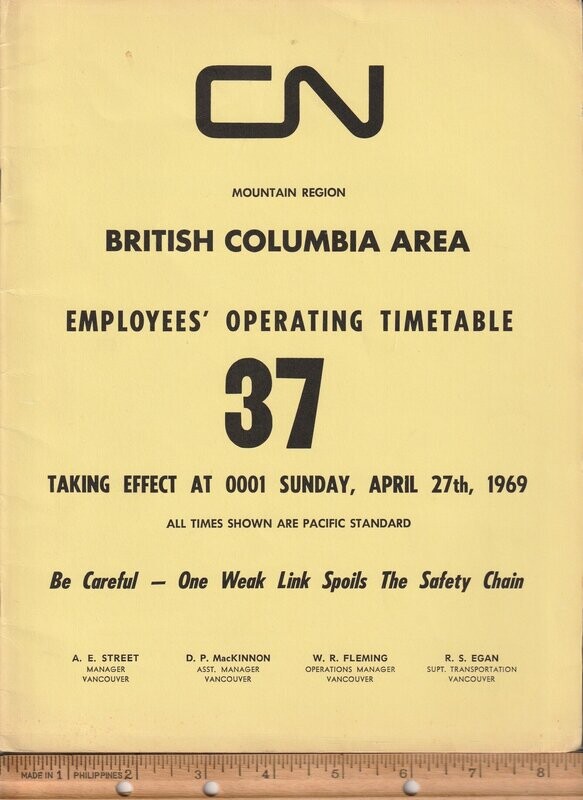 CN
MOUNTAIN REGION
BRITISH COLUMBIA AREA
EMPLOYEES' OPERATING TIMETABLE
37
TAKING EFFECT AT 0001 SUNDAY, APRIL 27th, 1969
ALL TIMES SHOWN ARE PACIFIC STANDARD
Be Careful — One Weak Link Spoils The Safety Chain
A. E. STREET D. P. MacKINNON W. R. FLEMING R. S. EGAN
MANAGER ASST. MANAGER OPERATIONS MANAGER SUPT. TRANSPORTATION
VANCOUVER VANCOUVER VANCOUVER VANCOUVER
MADE IN 1 PHILIPPINES 2 3 4 5 6 7 8